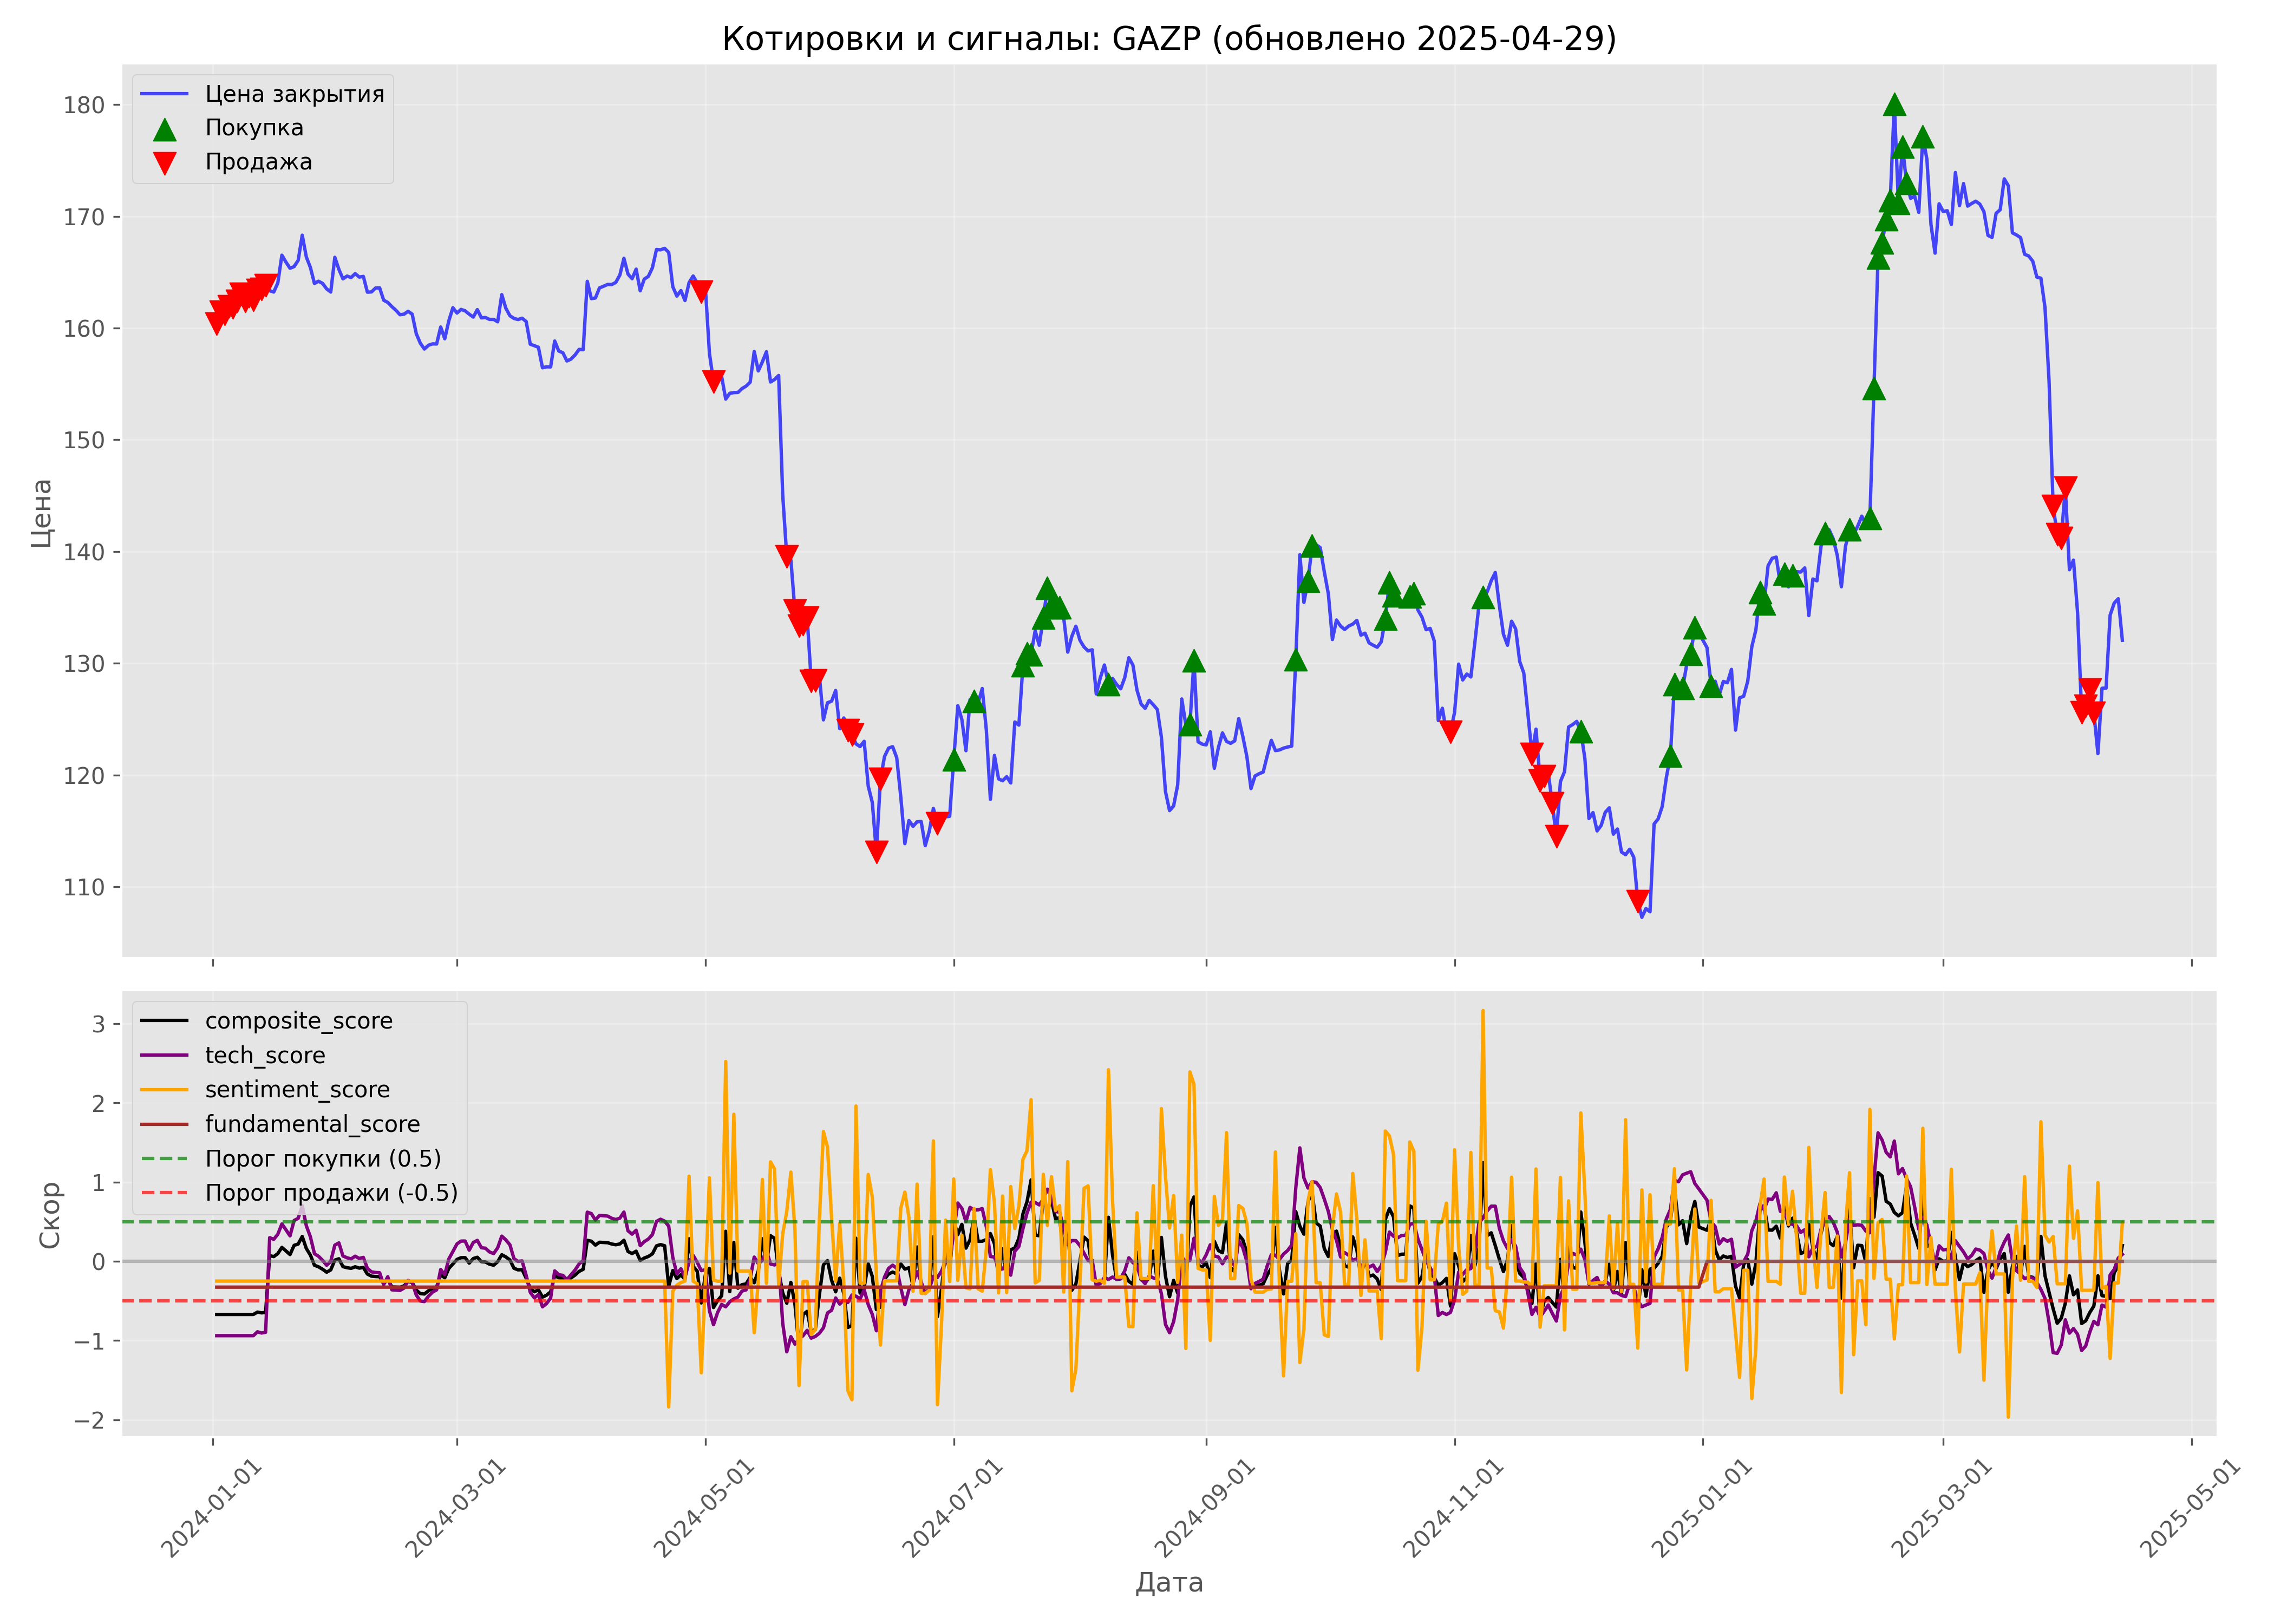 Котировки и сигналы: GAZP (обновлено 2025-04-29)
Цена закрытия
Покупка
Продажа
180
170
160
150
140
130
120
110
Цена
composite_score
tech_score
sentiment_score
fundamental_score
Порог покупки (0.5)
Порог продажи (-0.5)
3
2
1
0
−1
−2
Скор
2024-01-01
2024-03-01
2024-05-01
2024-07-01
2024-09-01
2024-11-01
2025-01-01
2025-03-01
2025-05-01
Дата